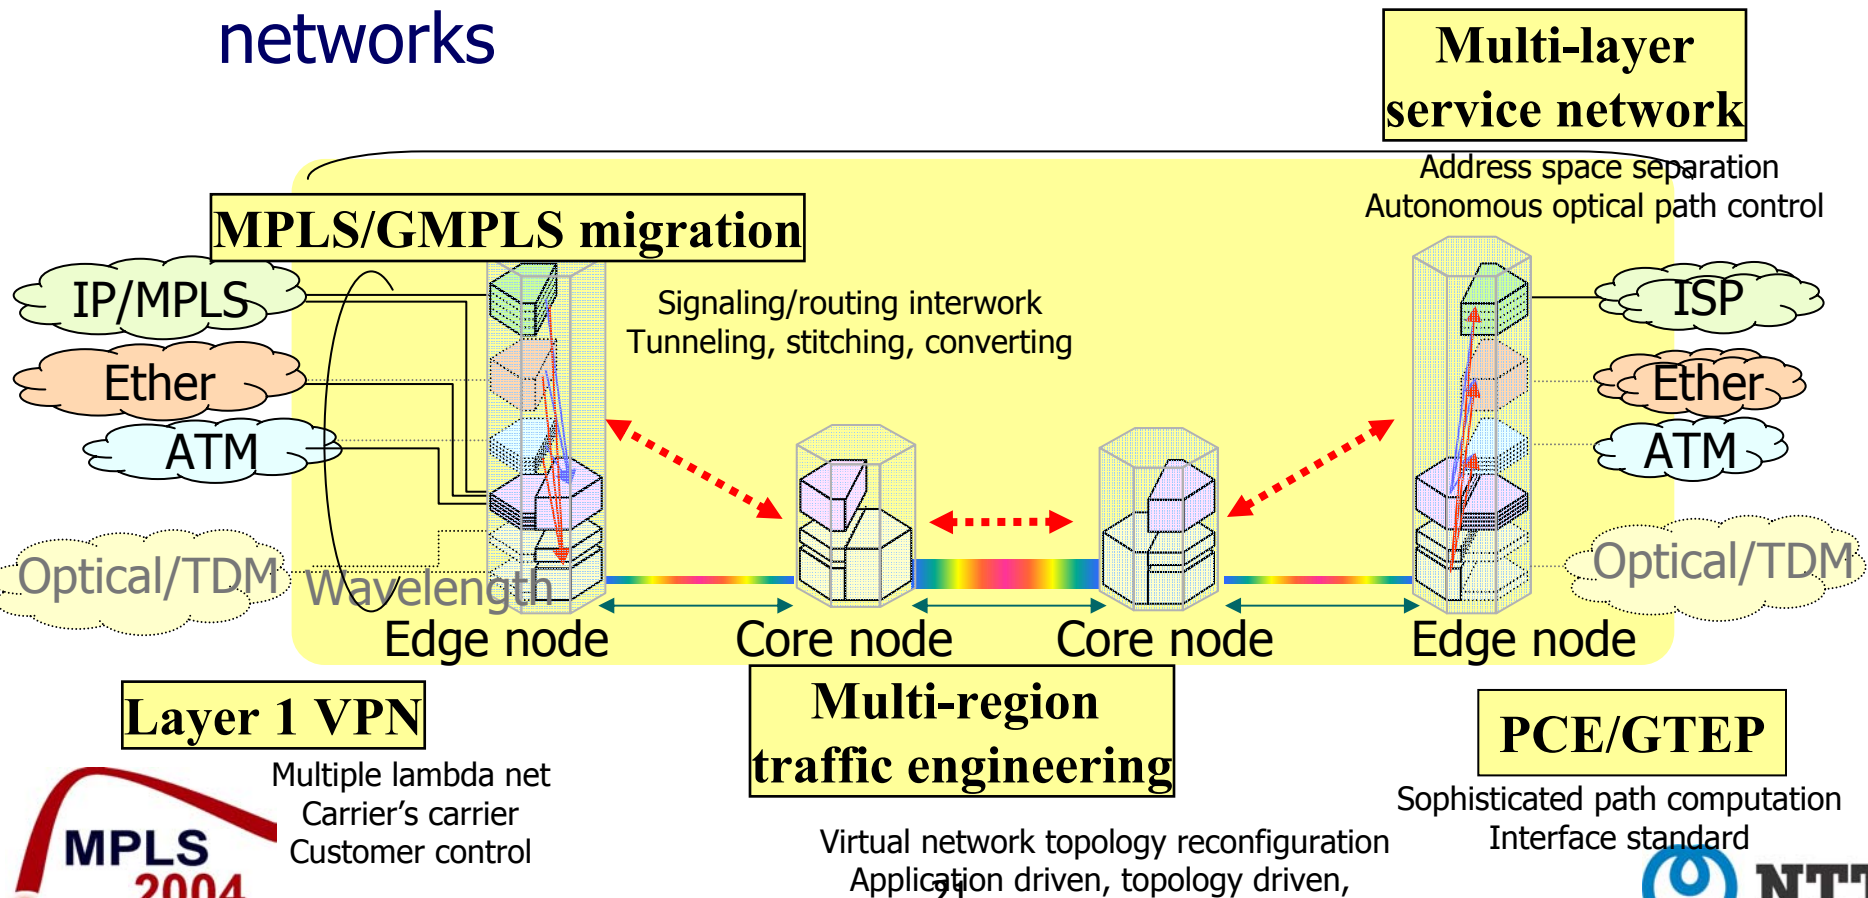 networks
Multi-layer
service network
Address space separation
Autonomous optical path control
MPLS/GMPLS migration
Signaling/routing interwork
Tunneling, stitching, converting
IP/MPLS
Ether
ATM
Optical/TDM
Wavelength
ISP
Ether
ATM
Optical/TDM
Edge node
Core node
Core node
Edge node
Layer 1 VPN
Multiple lambda net
Carrier's carrier
Customer control
Multi-region
traffic engineering
Virtual network topology reconfiguration
Application driven, topology driven,
21
PCE/GTEP
Sophisticated path computation
Interface standard
MPLS
2004
NTT